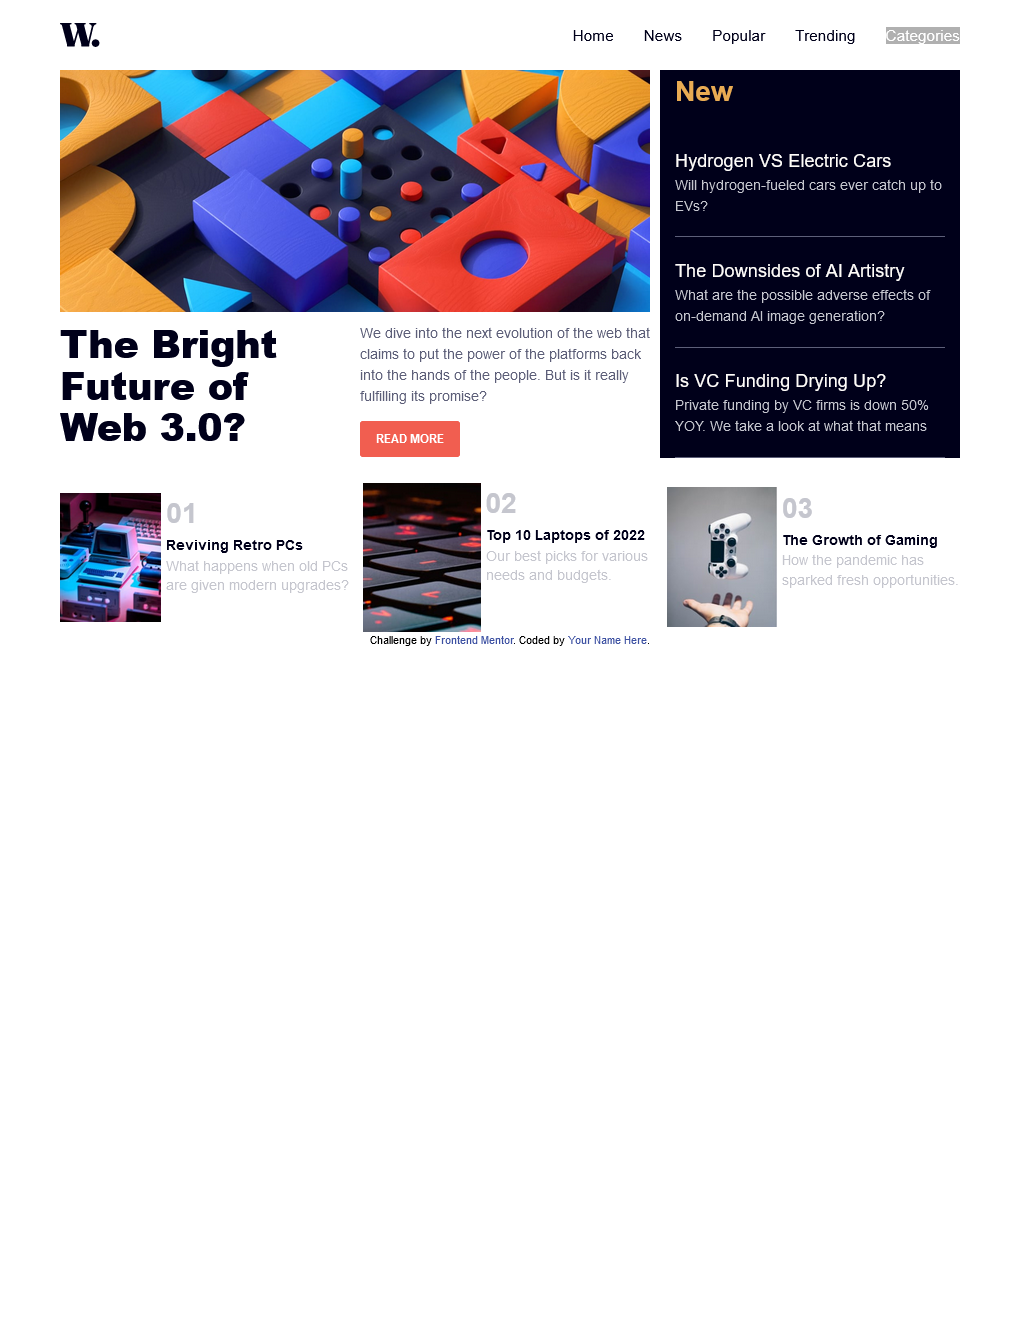 W.
Home News Popular Trending Categories
New
Hydrogen VS Electric Cars
Will hydrogen-fueled cars ever catch up to
EVs?
The Downsides of AI Artistry
What are the possible adverse effects of
on-demand AI image generation?
Is VC Funding Drying Up?
Private funding by VC firms is down 50%
YOY. We take a look at what that means
The Bright
Future of
Web 3.0?
We dive into the next evolution of the web that
claims to put the power of the platforms back
into the hands of the people. But is it really
fulfilling its promise?
READ MORE
01
Reviving Retro PCs
What happens when old PCs
are given modern upgrades?
02
Top 10 Laptops of 2022
Our best picks for various
needs and budgets.
03
The Growth of Gaming
How the pandemic has
sparked fresh opportunities.
Challenge by Frontend Mentor. Coded by Your Name Here.